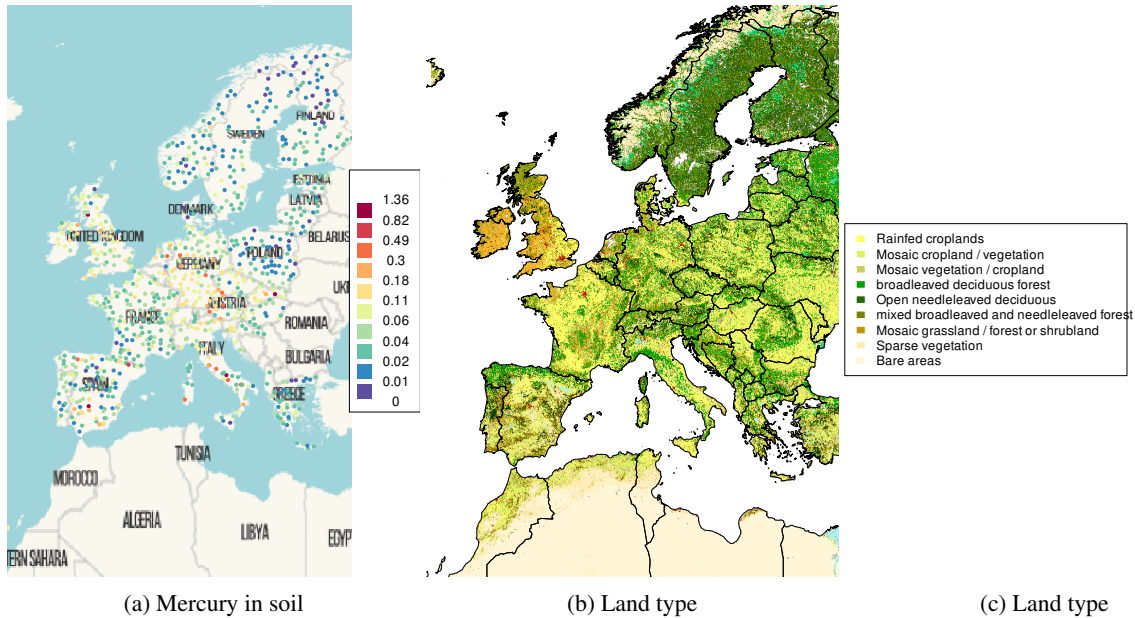 FINLAND
SWEDEN
ESTONIA
LATVIA
DENMARK
UNITED KINGDOM
BELARUS
POLAND
GERMANY
UKI
AUSTRIA
FRANCE
ROMANIA
ITALY
BULGARIA
SPAIN
GREECE
TUNISIA
MOROCCO
ALGERIA
LIBYA
EGYPT
TERN SAHARA
1.36
0.82
0.49
0.3
0.18
0.11
0.06
0.04
0.02
0.01
0
Rainfed croplands
Mosaic cropland / vegetation
Mosaic vegetation / cropland
broadleaved deciduous forest
Open needleleaved deciduous
mixed broadleaved and needleleaved forest
Mosaic grassland / forest or shrubland
Sparse vegetation
Bare areas
(a) Mercury in soil
(b) Land type
(c) Land type